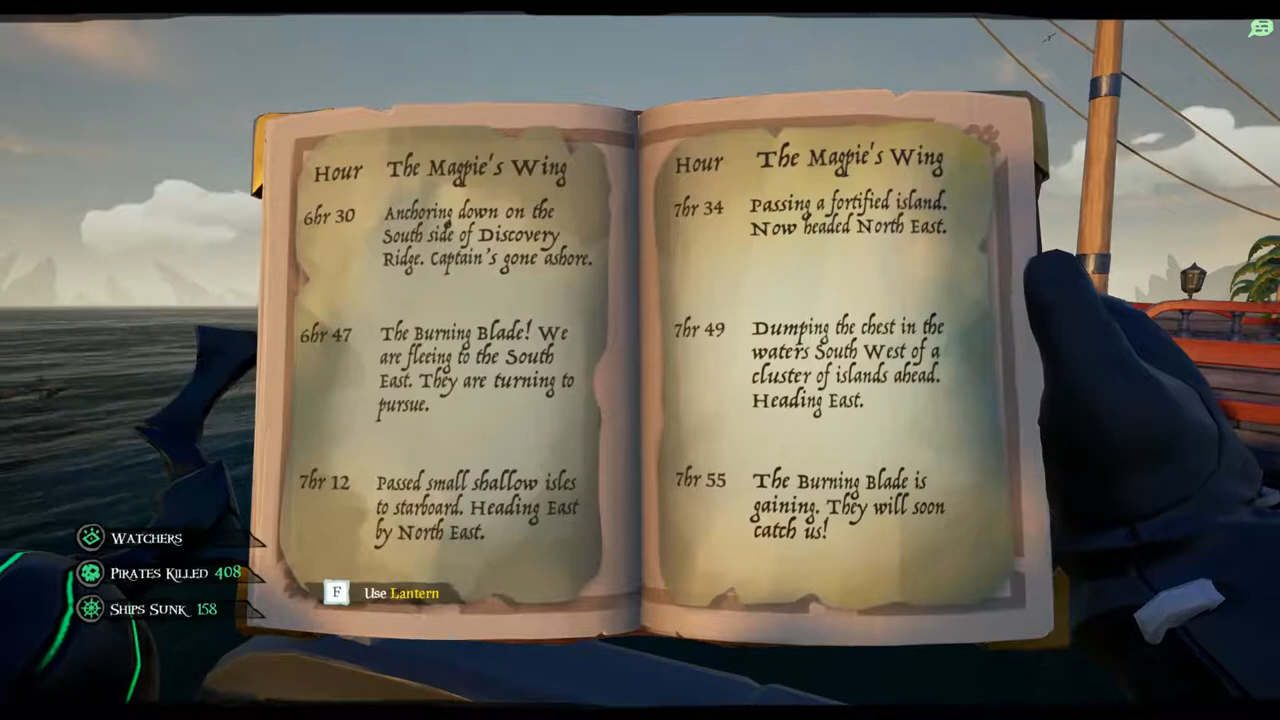 Hour The Magpie's Wing
6hr 30 Anchoring down on the
South side of Discovery
Ridge. Captain's gone ashore.
6hr 47 The Burning Blade! We
are fleeing to the South
East. They are turning to
pursue.
7hr 12 Passed small shallow isles
to starboard. Heading East
by North East.
Hour The Magpie's Wing
7hr 34 Passing a fortified island.
Now headed North East.
7hr 49 Dumping the chest in the
waters South West of a
cluster of islands ahead.
Heading East.
7hr 55 The Burning Blade is
gaining. They will soon
catch us!
Watchers
Pirates Killed 408
Ships Sunk 158
F Use Lantern